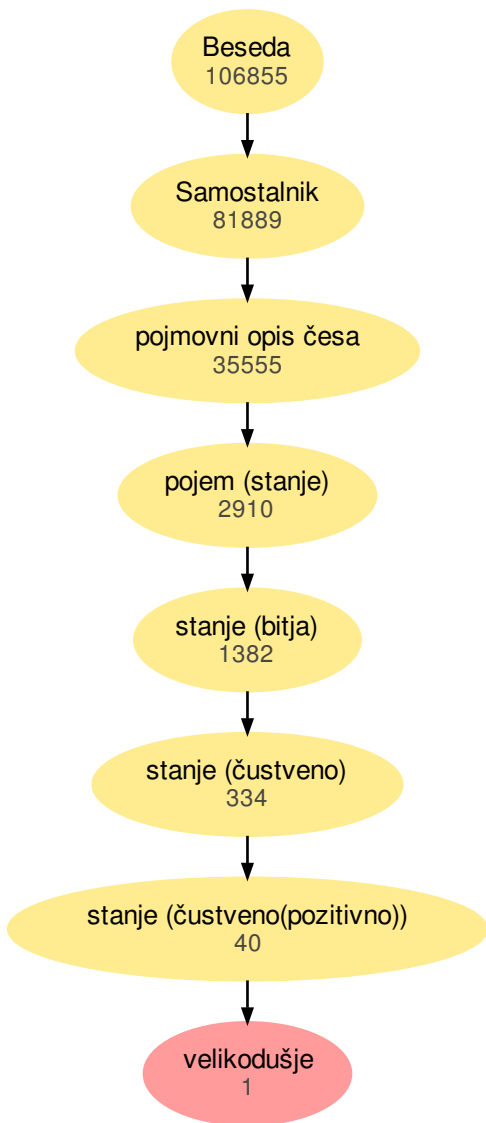 Beseda
106855
Samostalnik
81889
pojmovni opis česa
35555
pojem (stanje)
2910
stanje (bitja)
1382
stanje (čustveno)
334
stanje (čustveno(pozitivno))
40
velikodušje
1